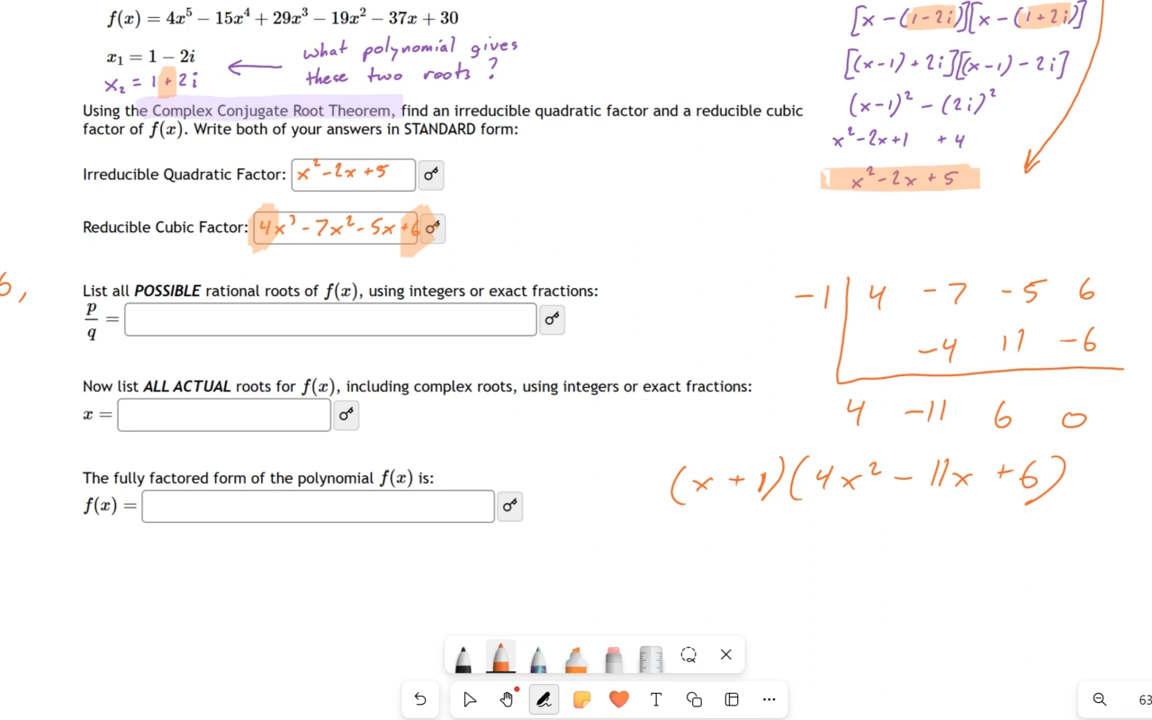 f(x) = 4x⁵ − 15x⁴ + 29x³ − 19x² − 37x + 30
x₁ = 1 − 2i
x₂ = 1 + 2i
what polynomial gives
these two roots ?
Using the Complex Conjugate Root Theorem, find an irreducible quadratic factor and a reducible cubic
factor of f(x). Write both of your answers in STANDARD form:
Irreducible Quadratic Factor: x² - 2x + 5
Reducible Cubic Factor: 4x³ - 7x² - 5x + 6
6,
List all POSSIBLE rational roots of f(x), using integers or exact fractions:
p/q =
Now list ALL ACTUAL roots for f(x), including complex roots, using integers or exact fractions:
x =
The fully factored form of the polynomial f(x) is:
f(x) =
[x - (1 - 2i)][x - (1 + 2i)]
[(x - 1) + 2i][(x - 1) - 2i]
(x - 1)² - (2i)²
x² - 2x + 1 + 4
x² - 2x + 5
-1 | 4 -7 -5 6
-4 11 -6
4 -11 6 0
(x + 1)(4x² - 11x + 6)
T
63